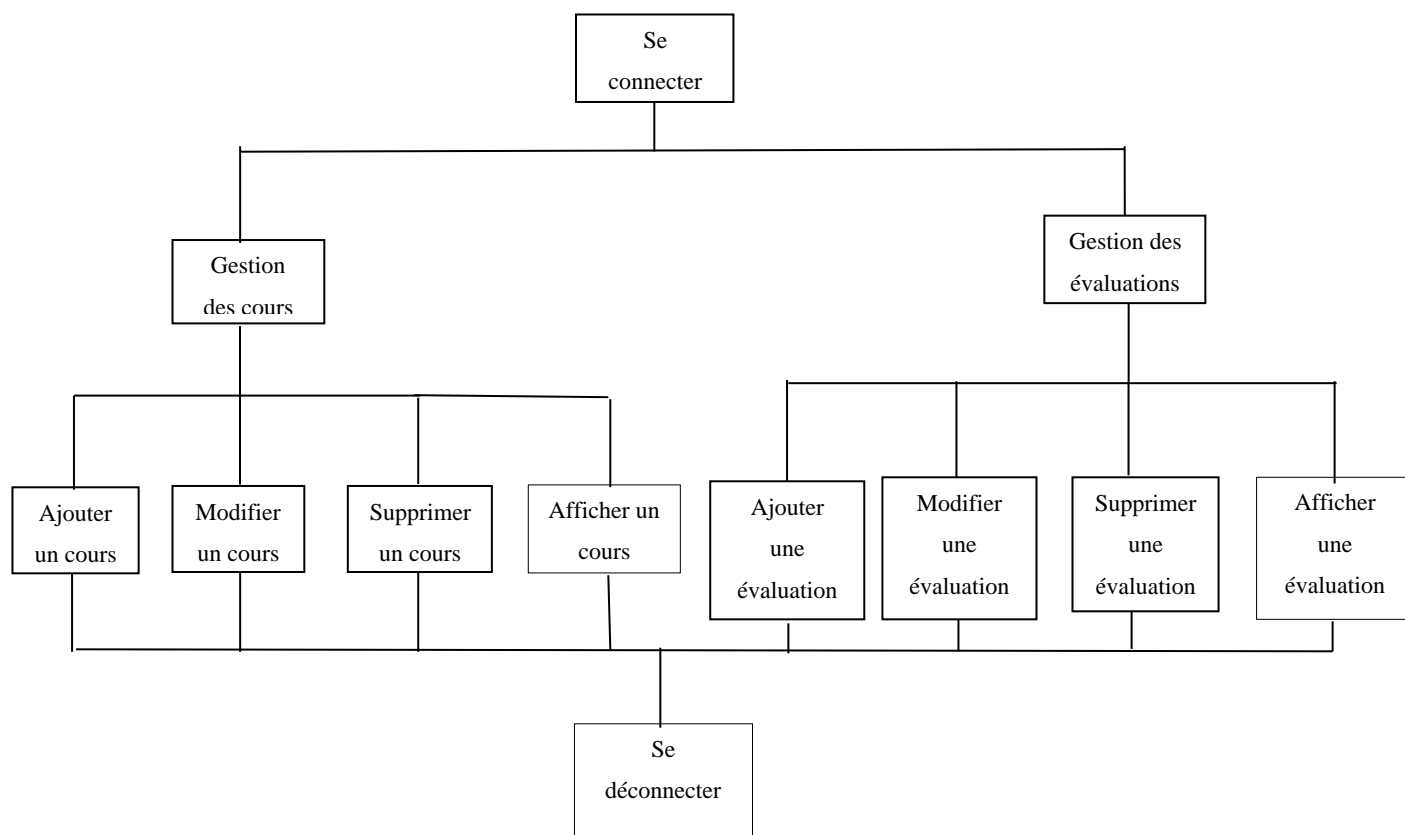 Se
connecter
Gestion
des cours
Gestion des
évaluations
Ajouter
un cours
Modifier
un cours
Supprimer
un cours
Afficher un
cours
Ajouter
une
évaluation
Modifier
une
évaluation
Supprimer
une
évaluation
Afficher
une
évaluation
Se
déconnecter